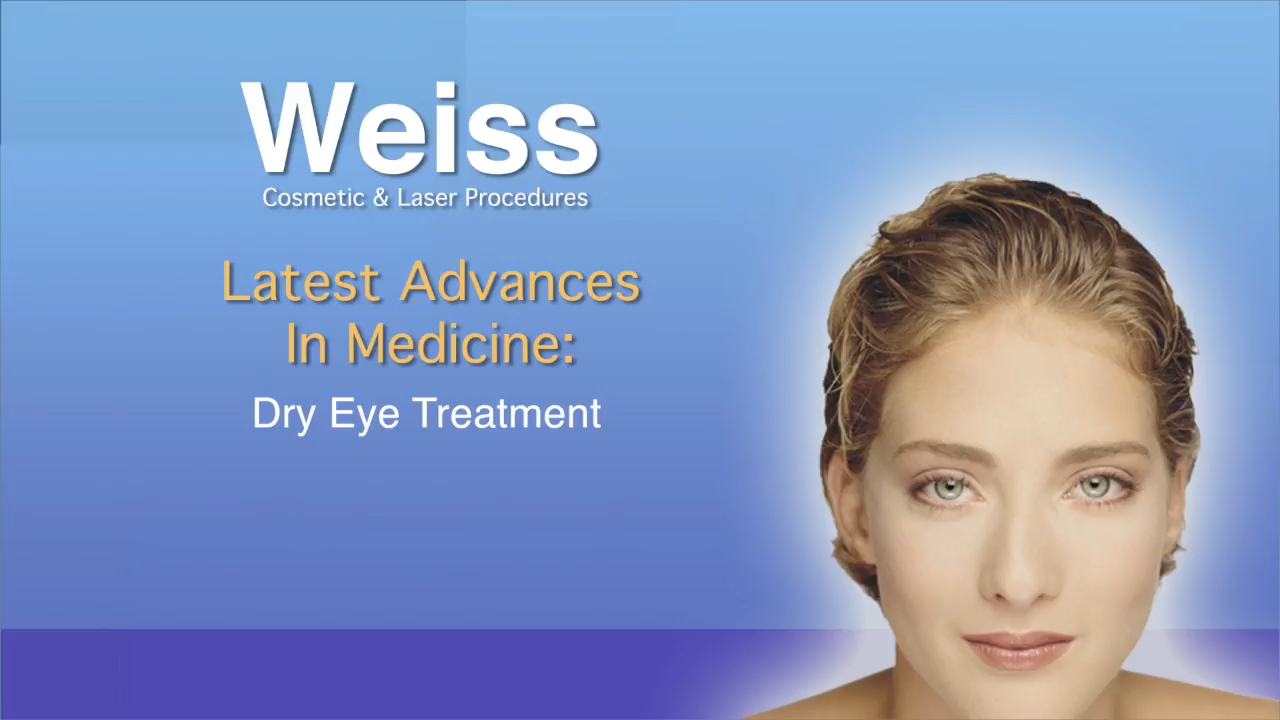 Weiss
Cosmetic & Laser Procedures
Latest Advances
In Medicine:
Dry Eye Treatment